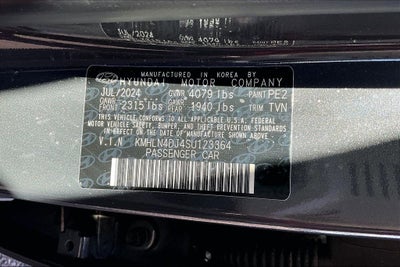 MANUFACTURED IN KOREA BY
HYUNDAI MOTOR COMPANY
JUL/2024 GVWR 4079 lbs PAINT PE2
GAWR FRONT 2315 lbs GAWR REAR 1940 lbs TRIM TVN
THIS VEHICLE CONFORMS TO ALL APPLICABLE U.S.A. FEDERAL
MOTOR VEHICLE SAFETY, BUMPER, AND THEFT PREVENTION
STANDARDS IN EFFECT ON THE DATE OF MANUFACTURE
SHOWN ABOVE
V.I.N KMHLN4DJ4SU123364
PASSENGER CAR